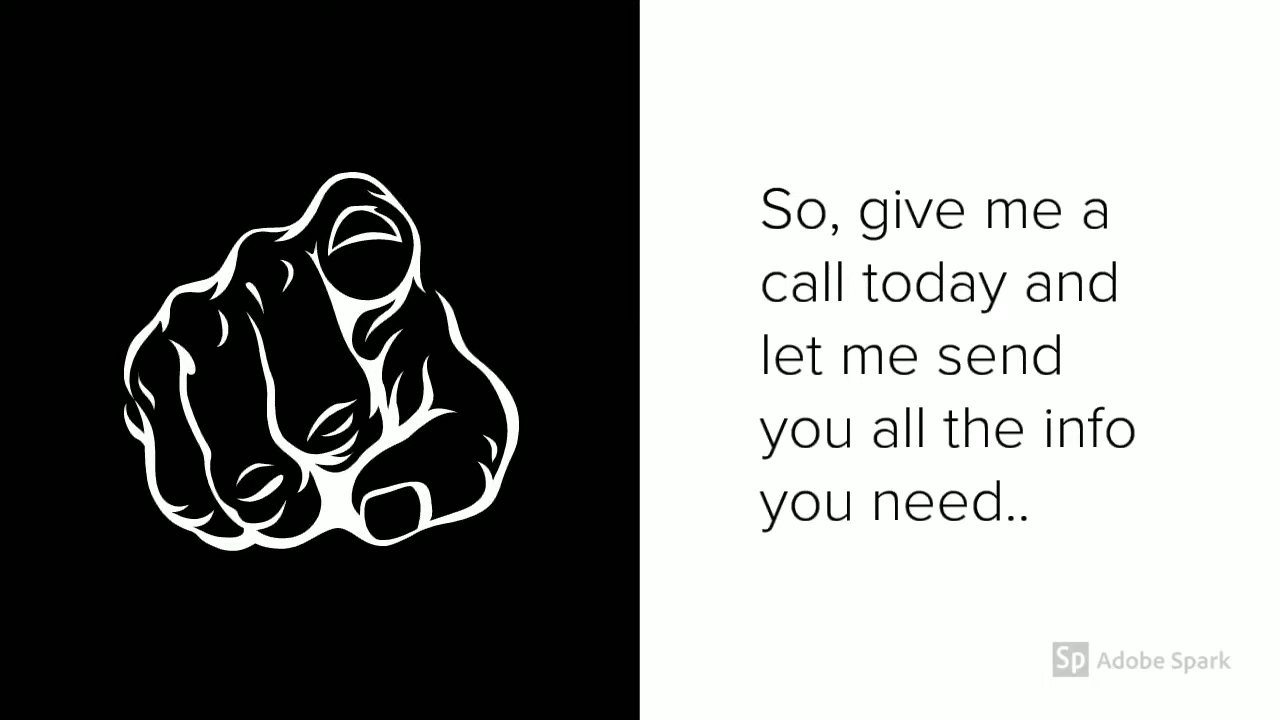 So, give me a
call today and
let me send
you all the info
you need..
Sp Adobe Spark